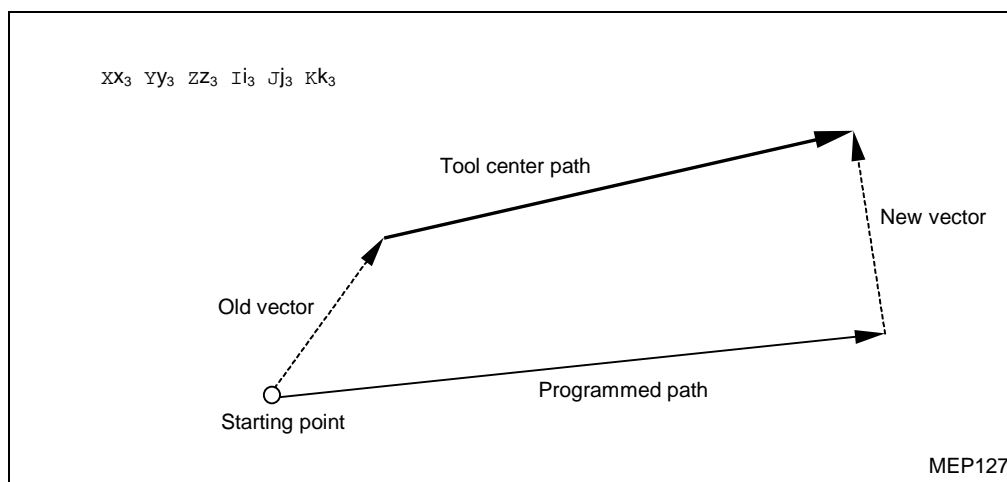 Xx₃ Yy₃ Zz₃ Ii₃ Jj₃ Kk₃
Tool center path
New vector
Old vector
Programmed path
Starting point
MEP127